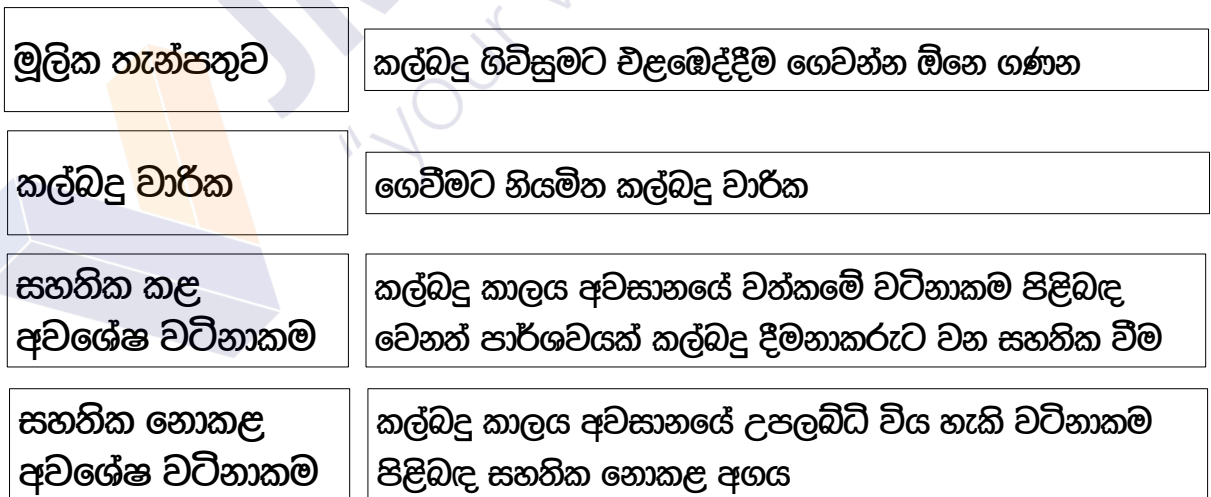 මූලික තැන්පතුව
කල්බදු ගිවිසුමට එළඹෙද්දීම ගෙවන්න ඕනෙ ගණන
කල්බදු වාරික
ගෙවීමට නියමිත කල්බදු වාරික
සහතික කළ
අවශේෂ වටිනාකම
කල්බදු කාලය අවසානයේ වත්කමේ වටිනාකම පිළිබඳ
වෙනත් පාර්ශවයක් කල්බදු දීමනාකරුට වන සහතික වීම
සහතික නොකළ
අවශේෂ වටිනාකම
කල්බදු කාලය අවසානයේ උපලබ්ධි විය හැකි වටිනාකම
පිළිබඳ සහතික නොකළ අගය
"your